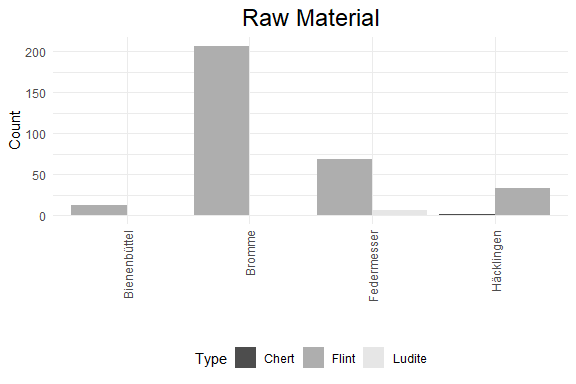 Raw Material
Count
200
150
100
50
0
Bienenbüttel
Bromme
Federmesser
Häcklingen
Type
Chert
Flint
Ludite